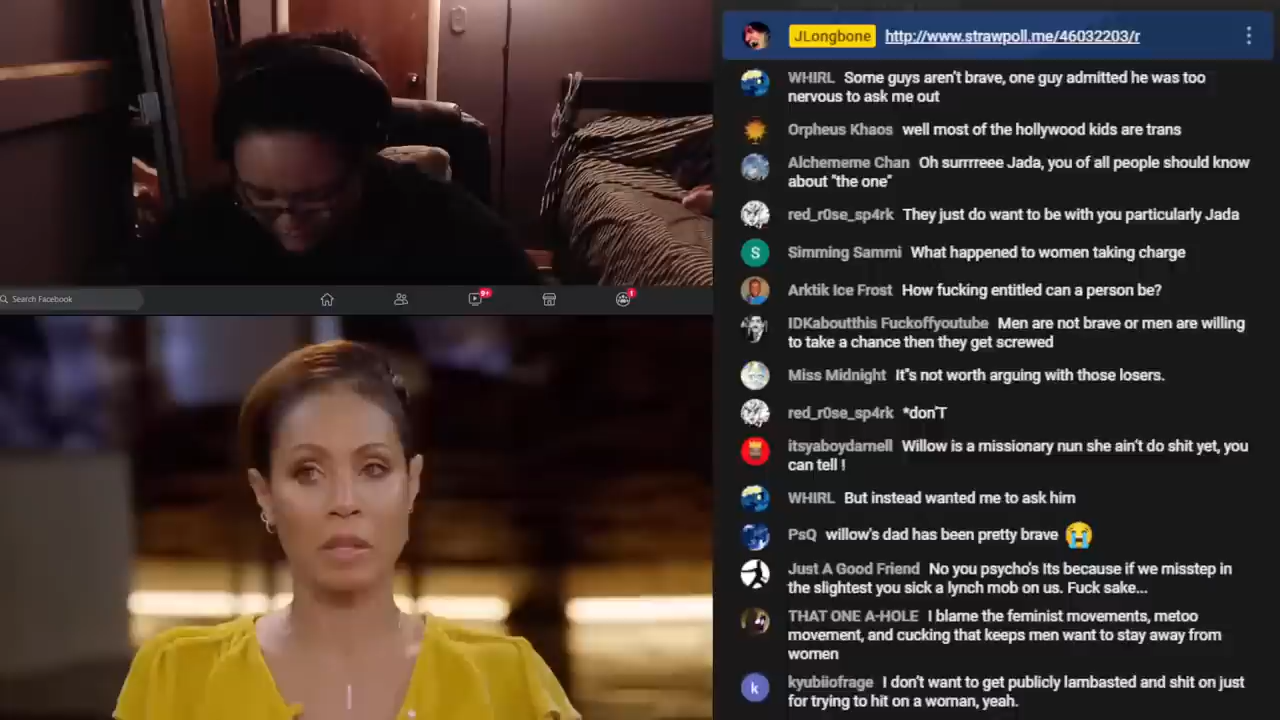 JLongbone http://www.strawpoll.me/46032203/r
WHIRL Some guys aren't brave, one guy admitted he was too
nervous to ask me out
Orpheus Khaos well most of the hollywood kids are trans
Alchememe Chan Oh surrrreee Jada, you of all people should know
about "the one"
red_r0se_sp4rk They just do want to be with you particularly Jada
S Simming Sammi What happened to women taking charge
Arktik Ice Frost How fucking entitled can a person be?
IDKaboutthis Fuckoffyoutube Men are not brave or men are willing
to take a chance then they get screwed
Miss Midnight It's not worth arguing with those losers.
red_r0se_sp4rk *don'T
itsyaboydarnell Willow is a missionary nun she ain't do shit yet, you
can tell !
WHIRL But instead wanted me to ask him
PsQ willow's dad has been pretty brave 😭
Just A Good Friend No you psycho's Its because if we misstep in
the slightest you sick a lynch mob on us. Fuck sake...
THAT ONE A-HOLE I blame the feminist movements, metoo
movement, and cucking that keeps men want to stay away from
women
k kyubiiofrage I don't want to get publicly lambasted and shit on just
for trying to hit on a woman, yeah.
Search Facebook
9+
1